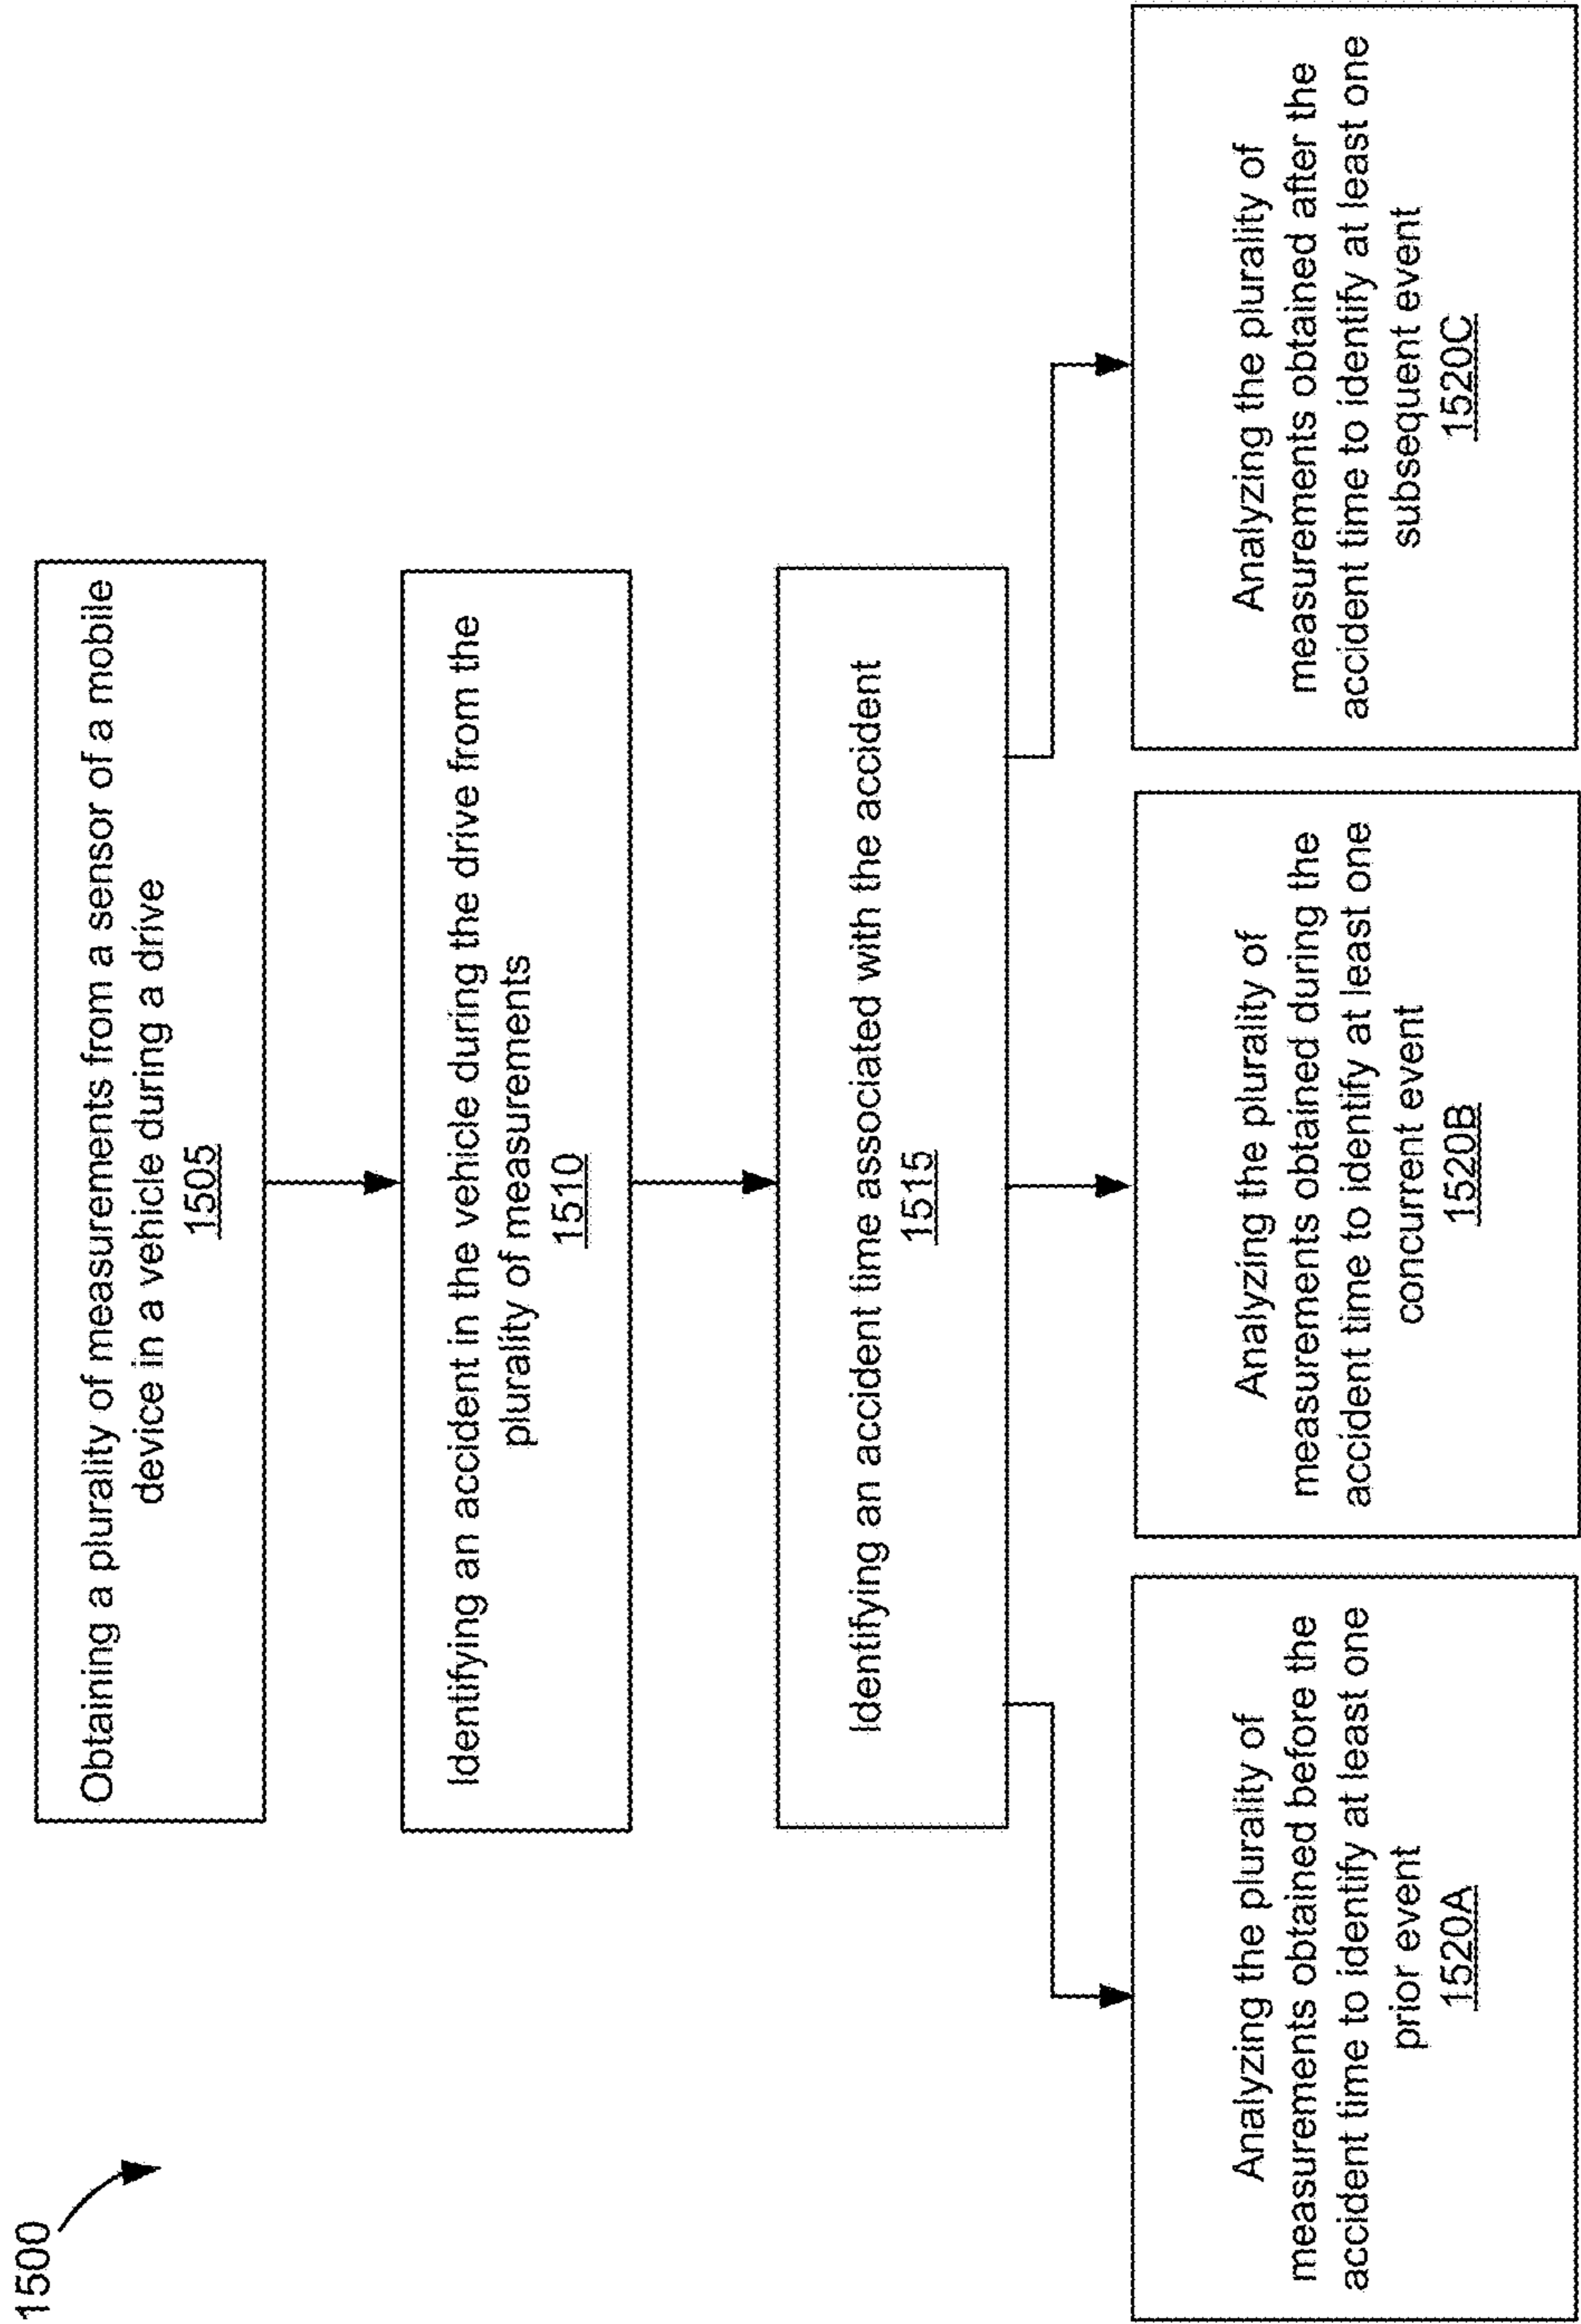 1500
Obtaining a plurality of measurements from a sensor of a mobile
device in a vehicle during a drive
1505
Identifying an accident in the vehicle during the drive from the
plurality of measurements
1510
Identifying an accident time associated with the accident
1515
Analyzing the plurality of
measurements obtained before the
accident time to identify at least one
prior event
1520A
Analyzing the plurality of
measurements obtained during the
accident time to identify at least one
concurrent event
1520B
Analyzing the plurality of
measurements obtained after the
accident time to identify at least one
subsequent event
1520C